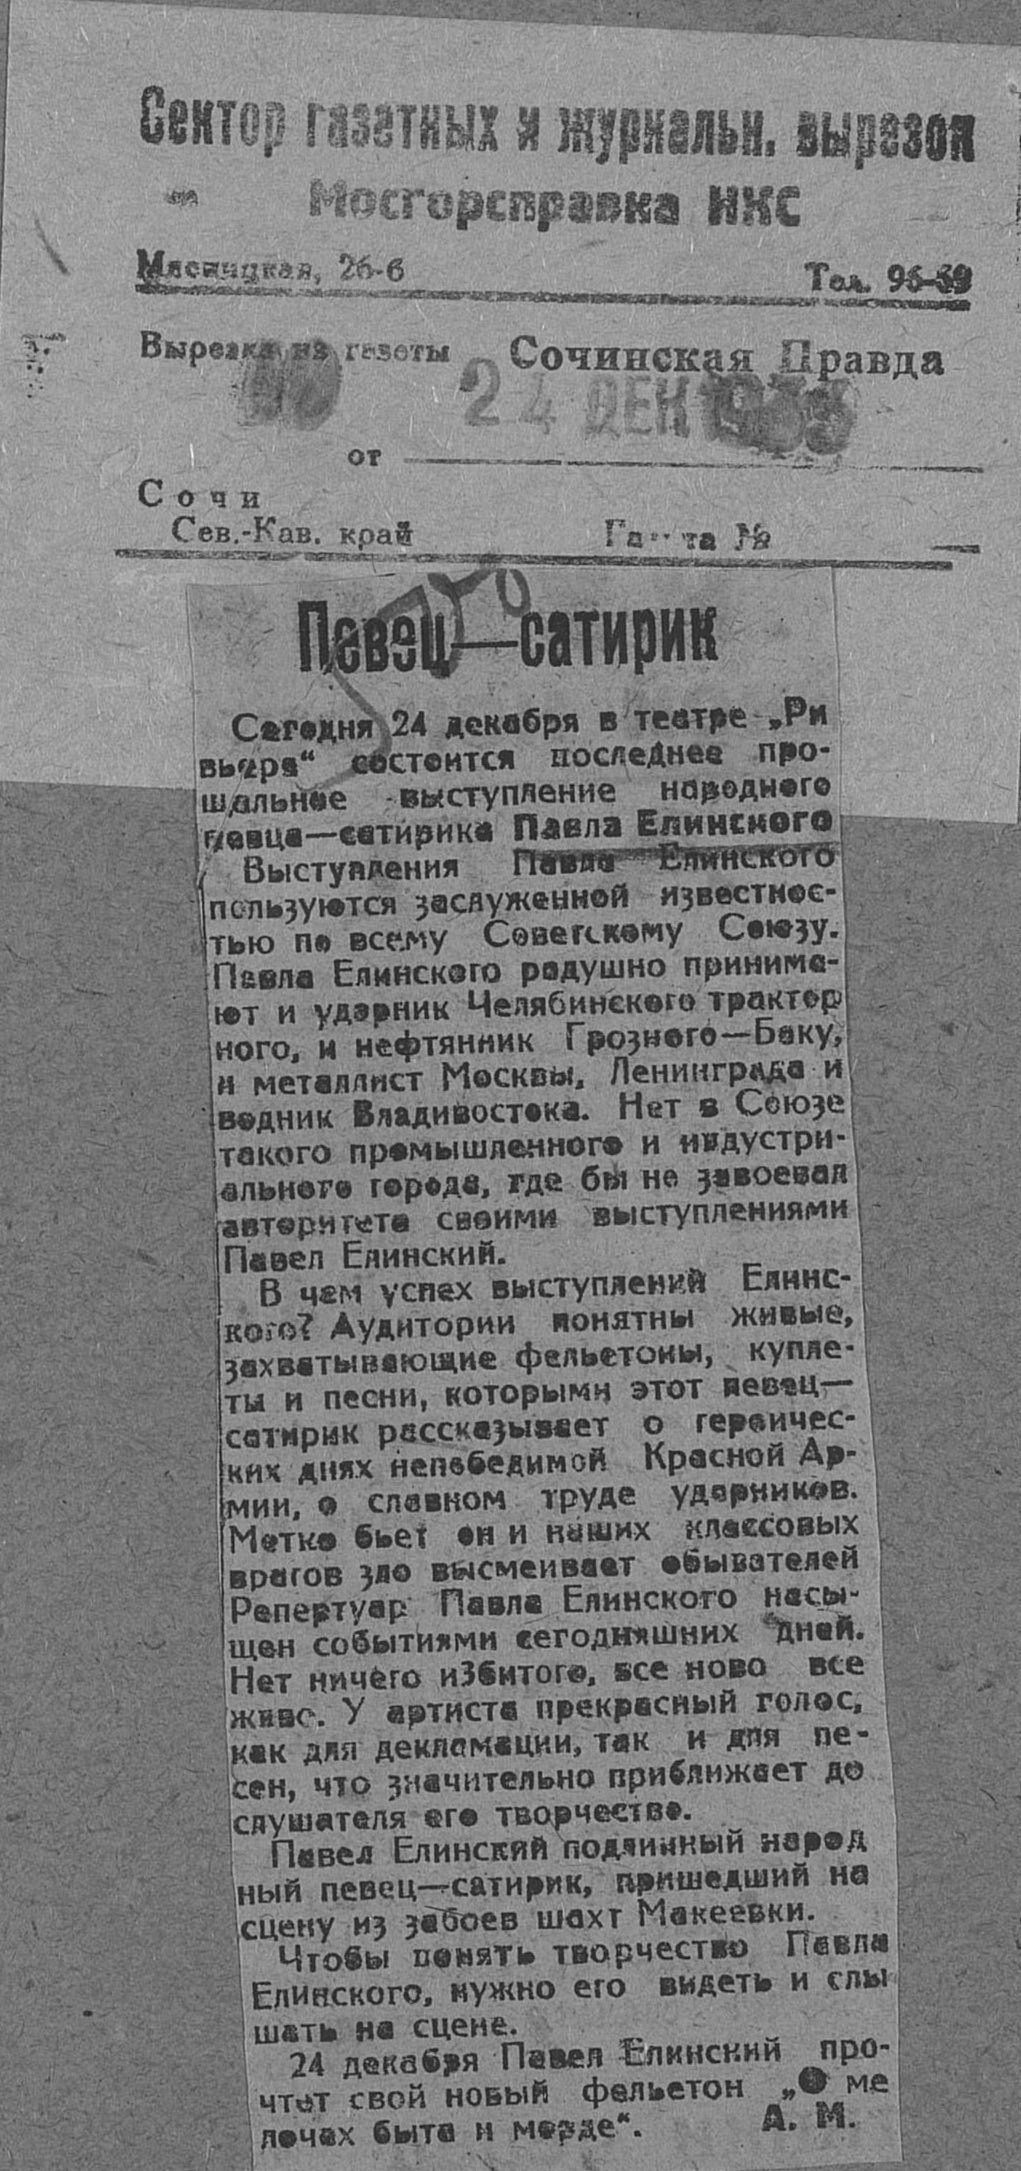 Сектор газетных и журнальн. вырезок
Мосгорсправка НКС
Мясницкая, 26-б Тел. 96-69
Вырезка из газеты Сочинская Правда
24 ДЕК 1933
от
Сочи
Сев.-Кав. край Газета №
Певец—сатирик
Сегодня 24 декабря в театре „Ри
вьера“ состоится последнее про-
щальное выступление народного
певца—сатирика Павла Елинского
Выступления Павла Елинского
пользуются заслуженной известнос-
тью по всему Советскому Союзу.
Павла Елинского радушно принима-
ют и ударник Челябинского трактор
ного, и нефтянник Грозного—Баку,
и металлист Москвы, Ленинграда и
водник Владивостока. Нет в Союзе
такого промышленного и индустри-
ального города, где бы не завоевал
авторитета своими выступлениями
Павел Елинский.
В чем успех выступлений Елинс-
кого? Аудитории понятны живые,
захватывающие фельетоны, купле-
ты и песни, которыми этот певец—
сатирик рассказывает о героичес-
ких днях непобедимой Красной Ар-
мии, о славном труде ударников.
Метко бьет он и наших классовых
врагов зло высмеивает обывателей
Репертуар Павла Елинского насы-
щен событиями сегодняшних дней.
Нет ничего иЗбитого, все ново все
живо. У артиста прекрасный голос,
как для декламации, так и для пе-
сен, что значительно приближает до
слушателя его творчество.
Павел Елинский подлинный народ
ный певец—сатирик, пришедший на
сцену из забоев шахт Макеевки.
Чтобы понять творчество Павла
Елинского, нужно его видеть и слы
шать на сцене.
24 декабря Павел Елинский про-
чтет свой новый фельетон „О ме
лочах быта и морде“. А. М.